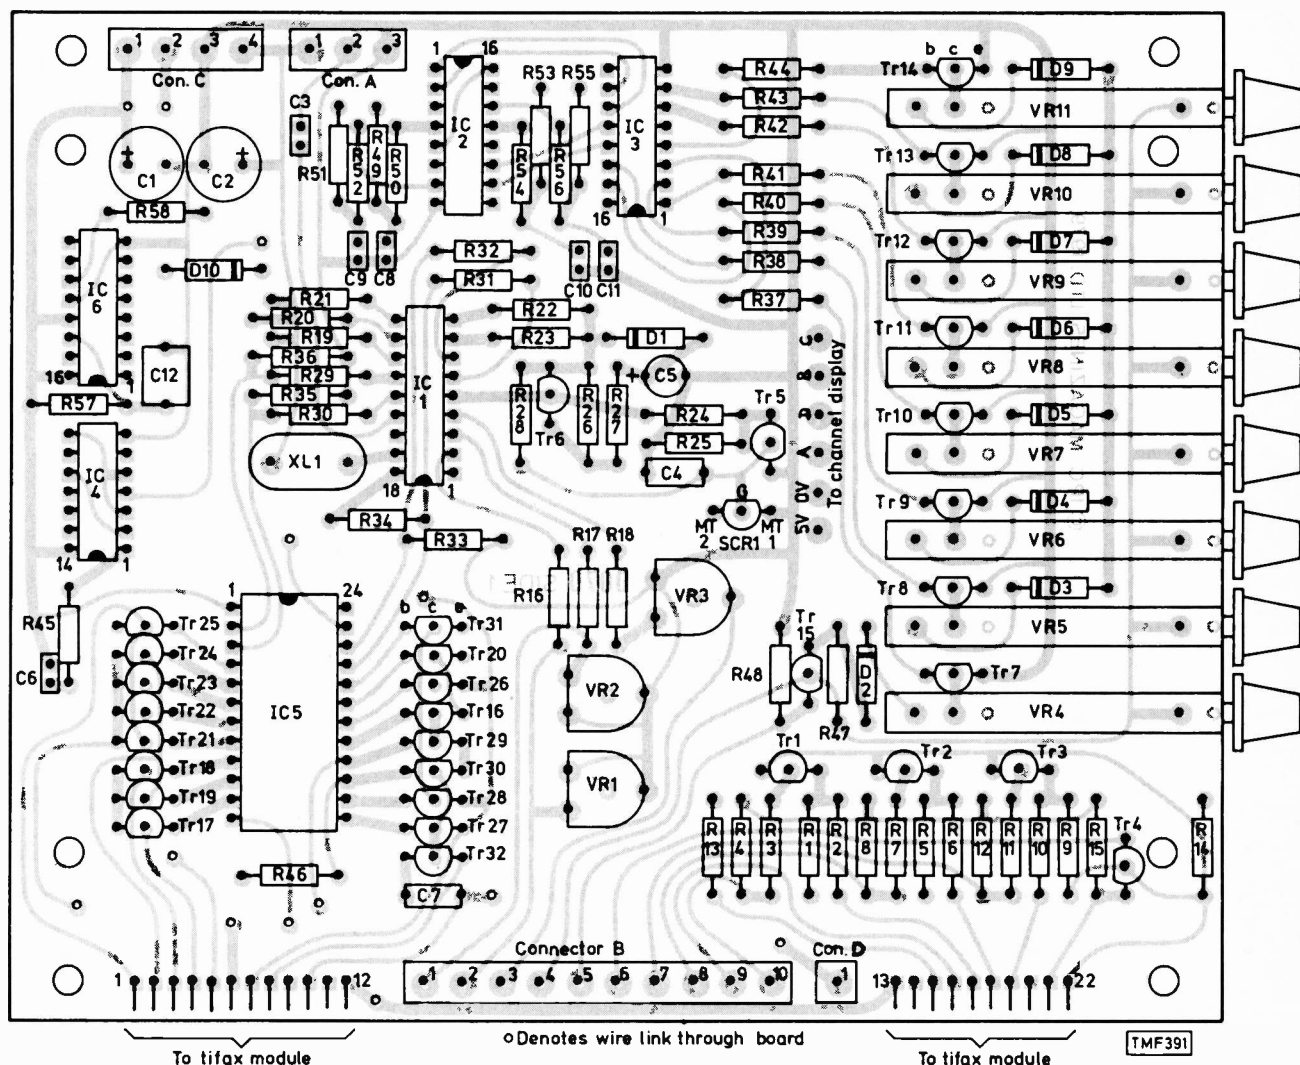 1 2 3 4
Con. C
1 2 3
Con. A
1 16
IC 2
R53 R55
IC 3
16 1
R44
R43
R42
R41
R40
R39
R38
R37
b c
Tr14
D9
VR11
Tr13
D8
VR10
Tr12
D7
VR9
Tr11
D6
VR8
Tr10
D5
VR7
Tr9
D4
VR6
Tr8
D3
VR5
Tr7
VR4
C3
R51
R52
R49
R50
R54
R56
+ C1
C2 +
R58
D10
IC 6
16 1
C12
R57
IC 4
14 1
C9 C8
R32
R31
C10 C11
R21
R20
R19
R36
R29
R35
R30
XL1
IC 1
18 1
R22
R23
D1
+ C5
R28
Tr6
R26
R27
R24
R25
C4
Tr5
G
MT 2
SCR1
MT 1
C
B
D
A
0V
5V
To channel display
R34
R33
R17 R18
R16
VR3
VR2
VR1
R45
C6
1 24
IC5
Tr25
Tr24
Tr23
Tr22
Tr21
Tr18
Tr19
Tr17
b c e
Tr31
Tr20
Tr26
Tr16
Tr29
Tr30
Tr28
Tr27
Tr32
R46
C7
Tr 15
R48
R47
D2
Tr1
Tr2
Tr3
Tr4
R13
R4
R3
R1
R2
R8
R7
R5
R6
R12
R11
R10
R9
R15
R14
Connector B
1 2 3 4 5 6 7 8 9 10
Con. D
1
1 12
13 22
To tifax module
Denotes wire link through board
To tifax module
TMF391